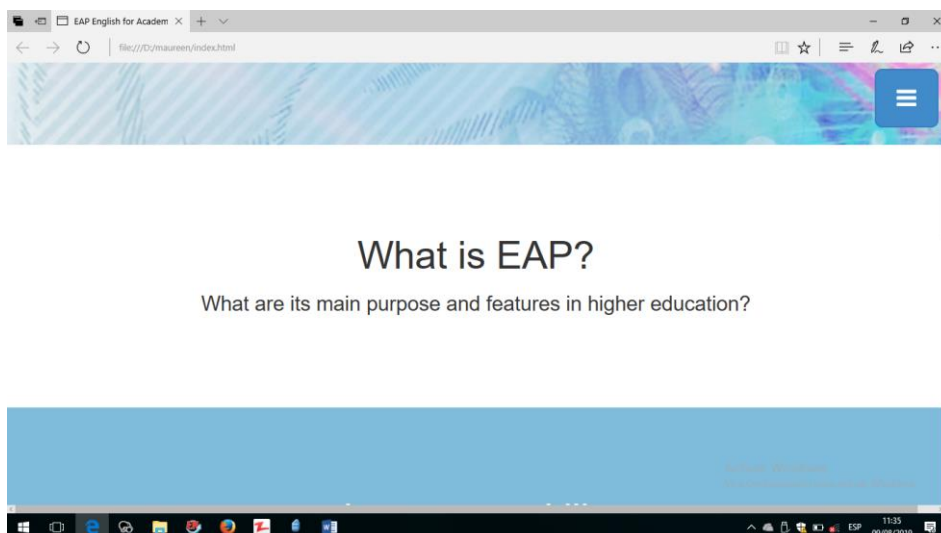 EAP English for Academ
file:///D:/maureen/index.html
What is EAP?
What are its main purpose and features in higher education?
ESP
11:35